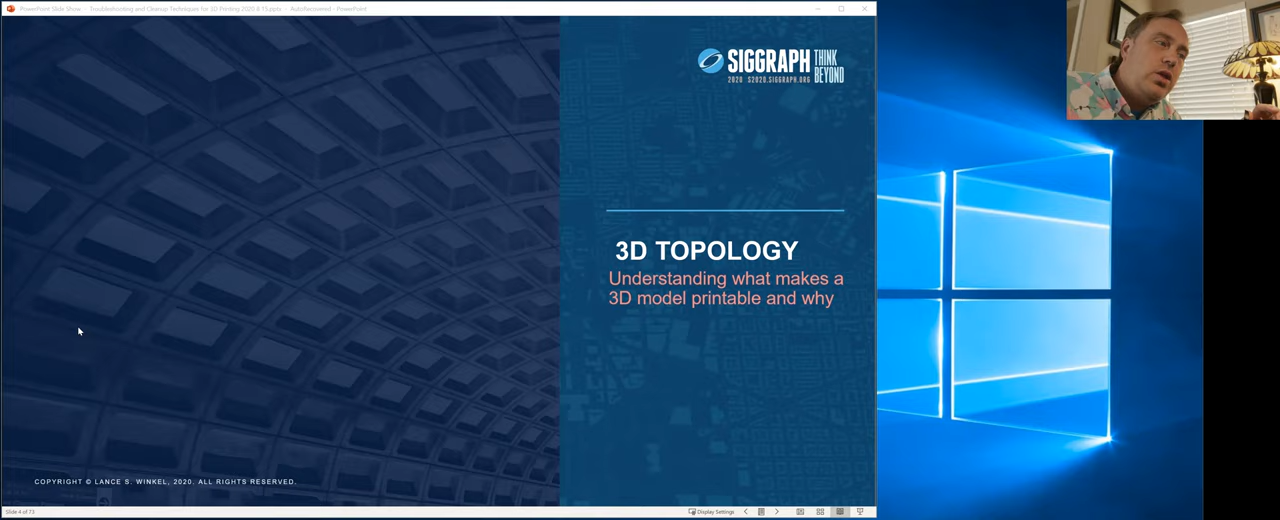 PowerPoint Slide Show - Troubleshooting and Cleanup Techniques for 3D Printing 2020 8 15.pptx - AutoRecovered - PowerPoint
SIGGRAPH
THINK
BEYOND
2020 S2020.SIGGRAPH.ORG
3D TOPOLOGY
Understanding what makes a
3D model printable and why
COPYRIGHT © LANCE S. WINKEL, 2020. ALL RIGHTS RESERVED.
Slide 4 of 73
Display Settings